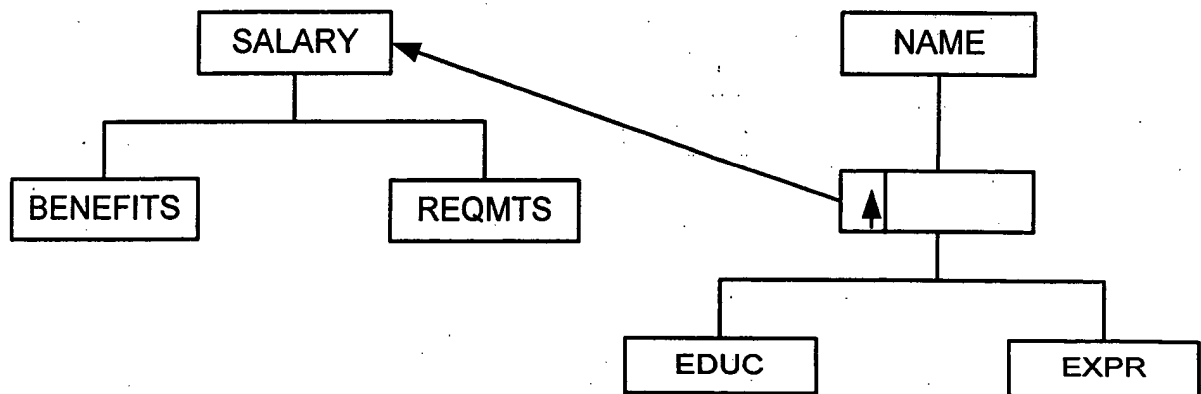 SALARY
NAME
BENEFITS
REQMTS
EDUC
EXPR